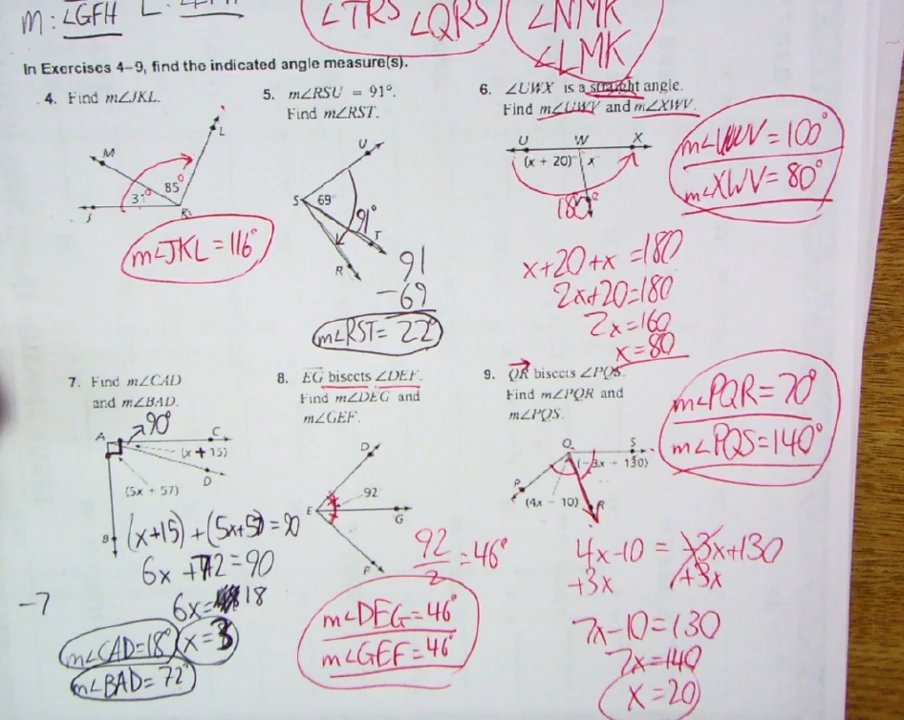 M: ∠GFH
∠TRS ∠QRS
∠NMK
∠LMK
In Exercises 4–9, find the indicated angle measure(s).
4. Find m∠JKL.
M
L
85°
31°
J
K
m∠JKL = 116°
5. m∠RSU = 91°.
Find m∠RST.
U
S
69°
91°
T
R
91
-69
m∠RST = 22°
6. ∠UWX is a straight angle.
Find m∠UWV and m∠XWV.
U W X
(x + 20)° x
180°
m∠UWV = 100°
m∠XWV = 80°
x+20+x = 180
2x+20=180
2x=160
x=80
7. Find m∠CAD
and m∠BAD.
90°
A
C
(x + 15)
D
(5x + 57)
B
(x+15) + (5x+57) = 90
6x + 72 = 90
6x = 18
-7
x = 3
m∠CAD=18°
m∠BAD = 72°
8. EG bisects ∠DEF.
Find m∠DEG and
m∠GEF.
D
92
E
G
F
92
2
=46°
m∠DEG = 46°
m∠GEF = 46°
9. QR bisects ∠PQS.
Find m∠PQR and
m∠PQS.
Q S
(−3x + 130)
P
(4x − 10)
R
m∠PQR = 70°
m∠PQS = 140°
4x-10 = -3x+130
+3x +3x
7x-10=130
7x=140
x = 20